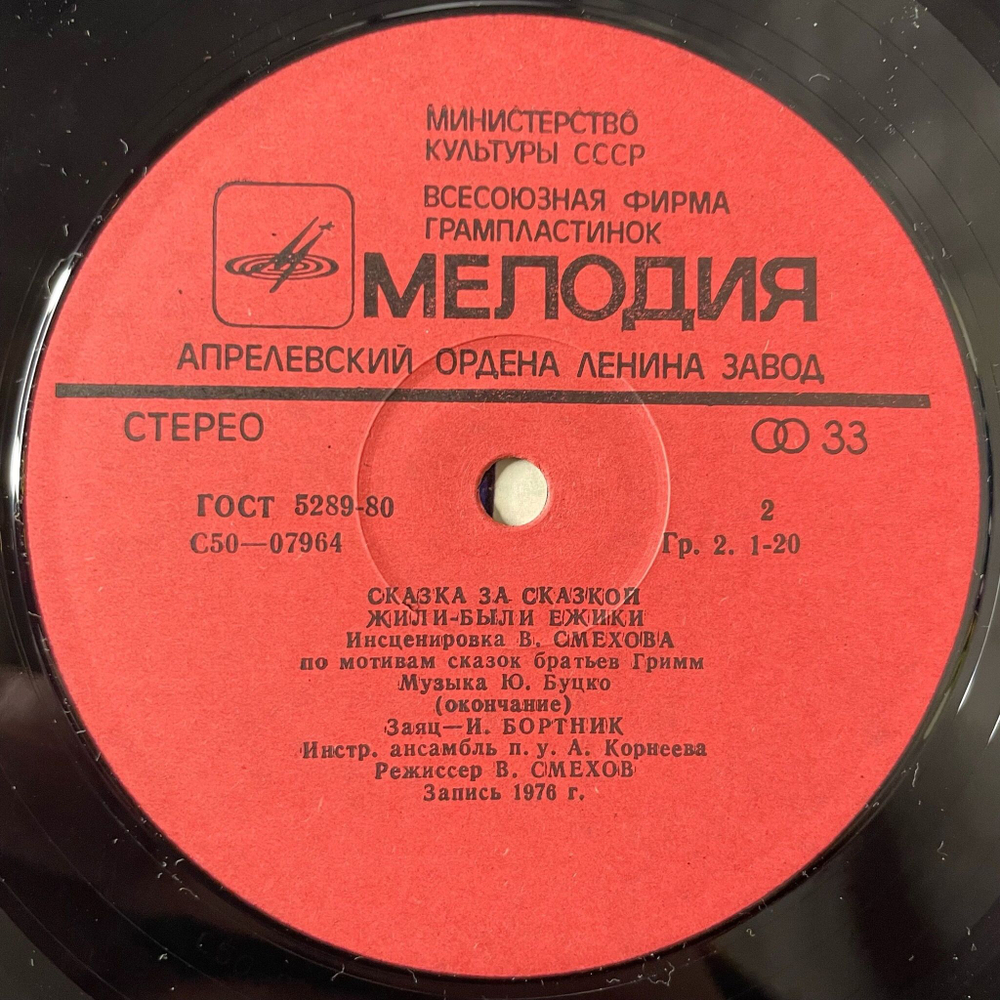 МИНИСТЕРСТВО
КУЛЬТУРЫ СССР
ВСЕСОЮЗНАЯ ФИРМА
ГРАМПЛАСТИНОК
МЕЛОДИЯ
АПРЕЛЕВСКИЙ ОРДЕНА ЛЕНИНА ЗАВОД
СТЕРЕО 33
ГОСТ 5289-80 2
С50—07964 Гр. 2. 1-20
СКАЗКА ЗА СКАЗКОЙ
ЖИЛИ-БЫЛИ ЕЖИКИ
Инсценировка В. СМЕХОВА
по мотивам сказок братьев Гримм
Музыка Ю. Буцко
(окончание)
Заяц—И. БОРТНИК
Инстр. ансамбль п. у. А. Корнеева
Режиссер В. СМЕХОВ
Запись 1976 г.